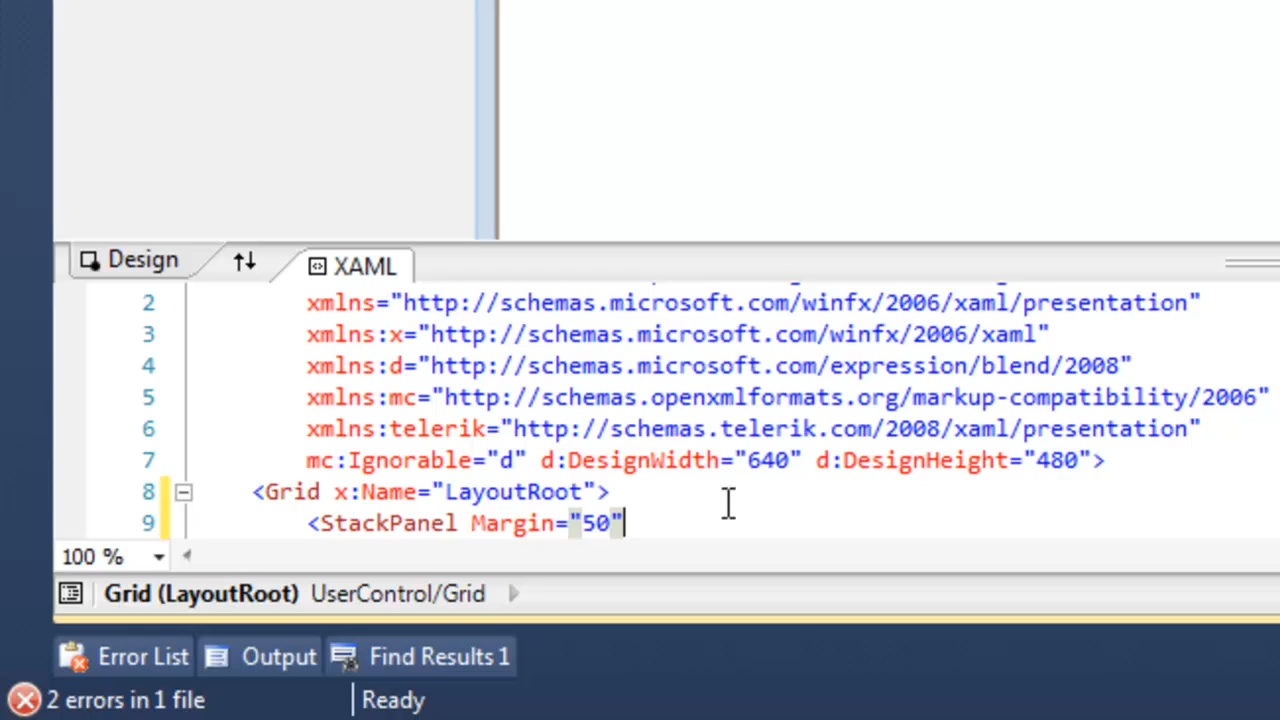 Design
XAML
2 xmlns="http://schemas.microsoft.com/winfx/2006/xaml/presentation"
3 xmlns:x="http://schemas.microsoft.com/winfx/2006/xaml"
4 xmlns:d="http://schemas.microsoft.com/expression/blend/2008"
5 xmlns:mc="http://schemas.openxmlformats.org/markup-compatibility/2006"
6 xmlns:telerik="http://schemas.telerik.com/2008/xaml/presentation"
7 mc:Ignorable="d" d:DesignWidth="640" d:DesignHeight="480">
8 <Grid x:Name="LayoutRoot">
9 <StackPanel Margin="50"
100 %
Grid (LayoutRoot) UserControl/Grid
Error List Output Find Results 1
2 errors in 1 file Ready